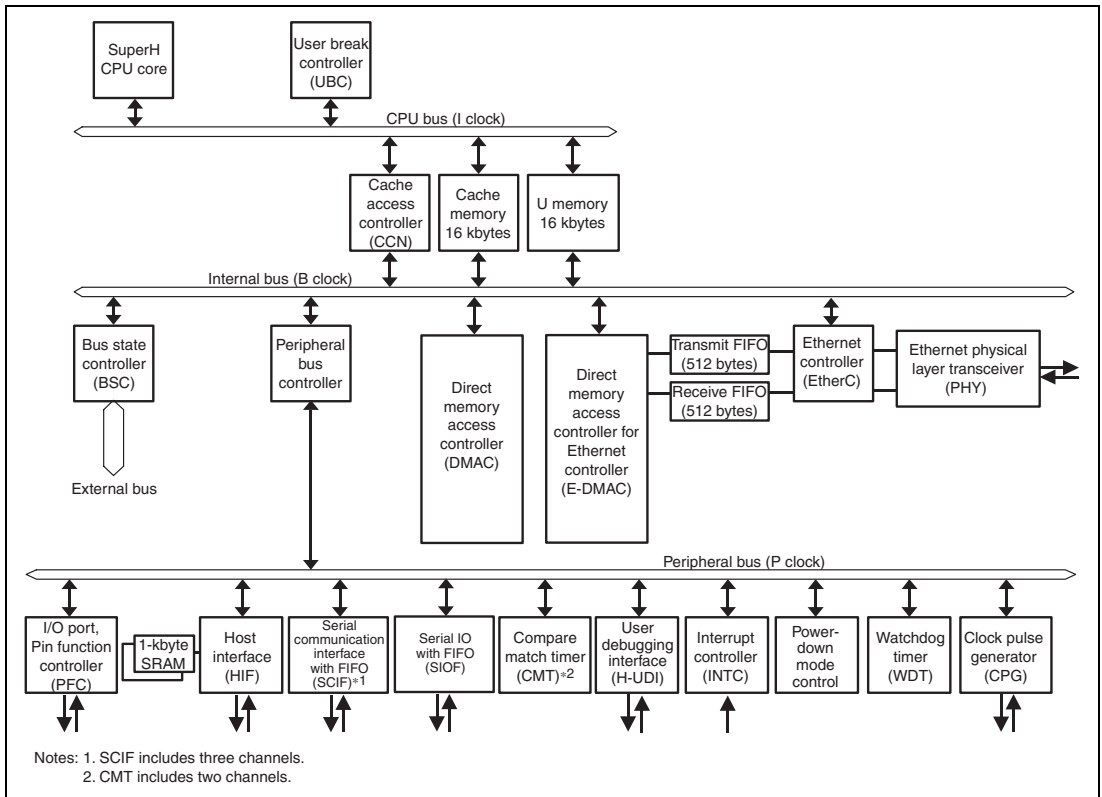 SuperH
CPU core
User break
controller
(UBC)
CPU bus (I clock)
Cache
access
controller
(CCN)
Cache
memory
16 kbytes
U memory
16 kbytes
Internal bus (B clock)
Bus state
controller
(BSC)
External bus
Peripheral
bus
controller
Direct
memory
access
controller
(DMAC)
Direct
memory
access
controller for
Ethernet
controller
(E-DMAC)
Transmit FIFO
(512 bytes)
Receive FIFO
(512 bytes)
Ethernet
controller
(EtherC)
Ethernet physical
layer transceiver
(PHY)
Peripheral bus (P clock)
I/O port,
Pin function
controller
(PFC)
1-kbyte
SRAM
Host
interface
(HIF)
Serial
communication
interface
with FIFO
(SCIF)*1
Serial IO
with FIFO
(SIOF)
Compare
match timer
(CMT)*2
User
debugging
interface
(H-UDI)
Interrupt
controller
(INTC)
Power-
down
mode
control
Watchdog
timer
(WDT)
Clock pulse
generator
(CPG)
Notes: 1. SCIF includes three channels.
2. CMT includes two channels.